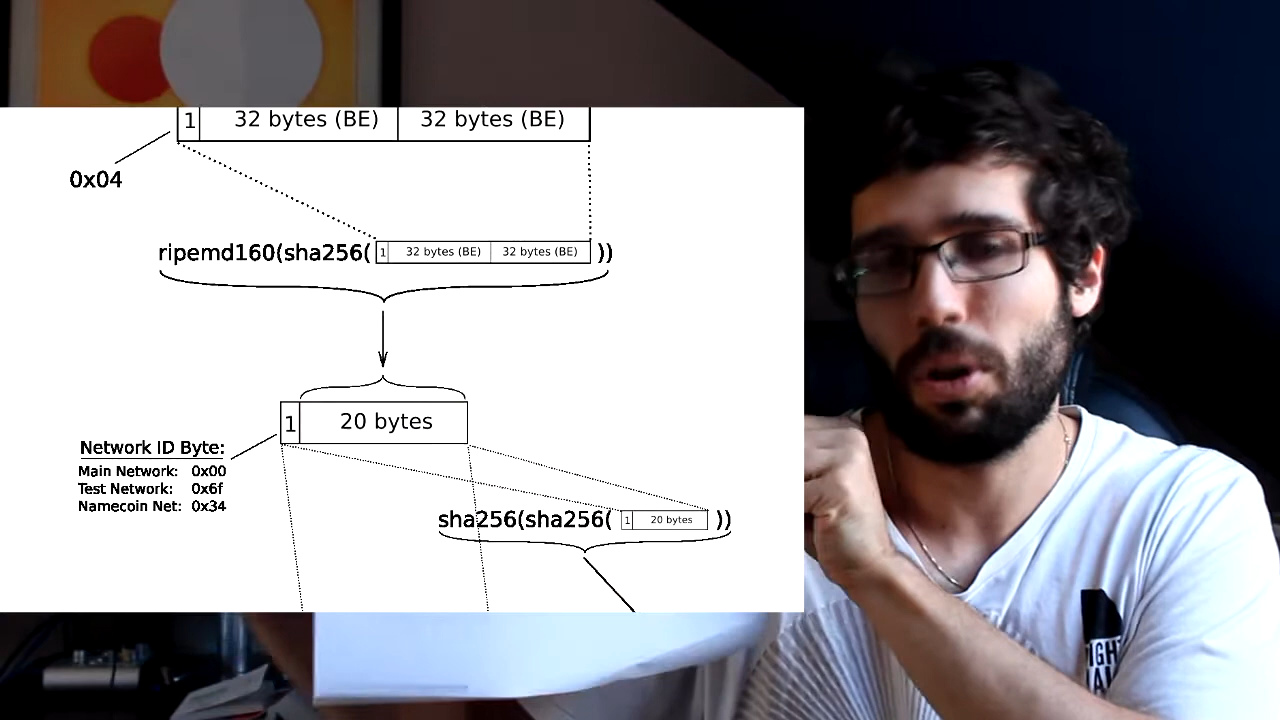 1 32 bytes (BE) 32 bytes (BE)
0x04
ripemd160(sha256( 1 32 bytes (BE) 32 bytes (BE) ))
1 20 bytes
Network ID Byte:
Main Network: 0x00
Test Network: 0x6f
Namecoin Net: 0x34
sha256(sha256( 1 20 bytes ))